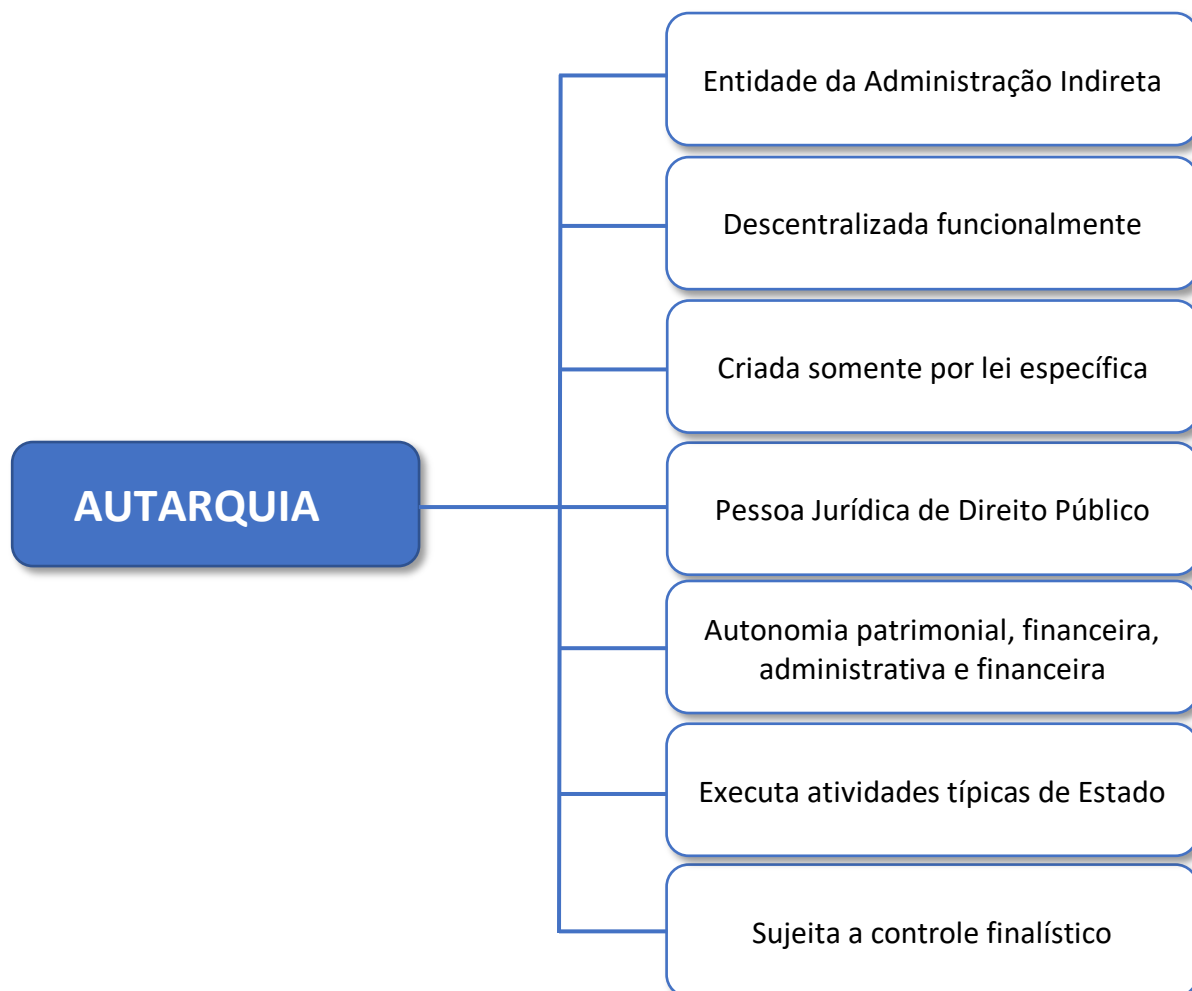 Entidade da Administração Indireta
Descentralizada funcionalmente
Criada somente por lei específica
AUTARQUIA
Pessoa Jurídica de Direito Público
Autonomia patrimonial, financeira,
administrativa e financeira
Executa atividades típicas de Estado
Sujeita a controle finalístico